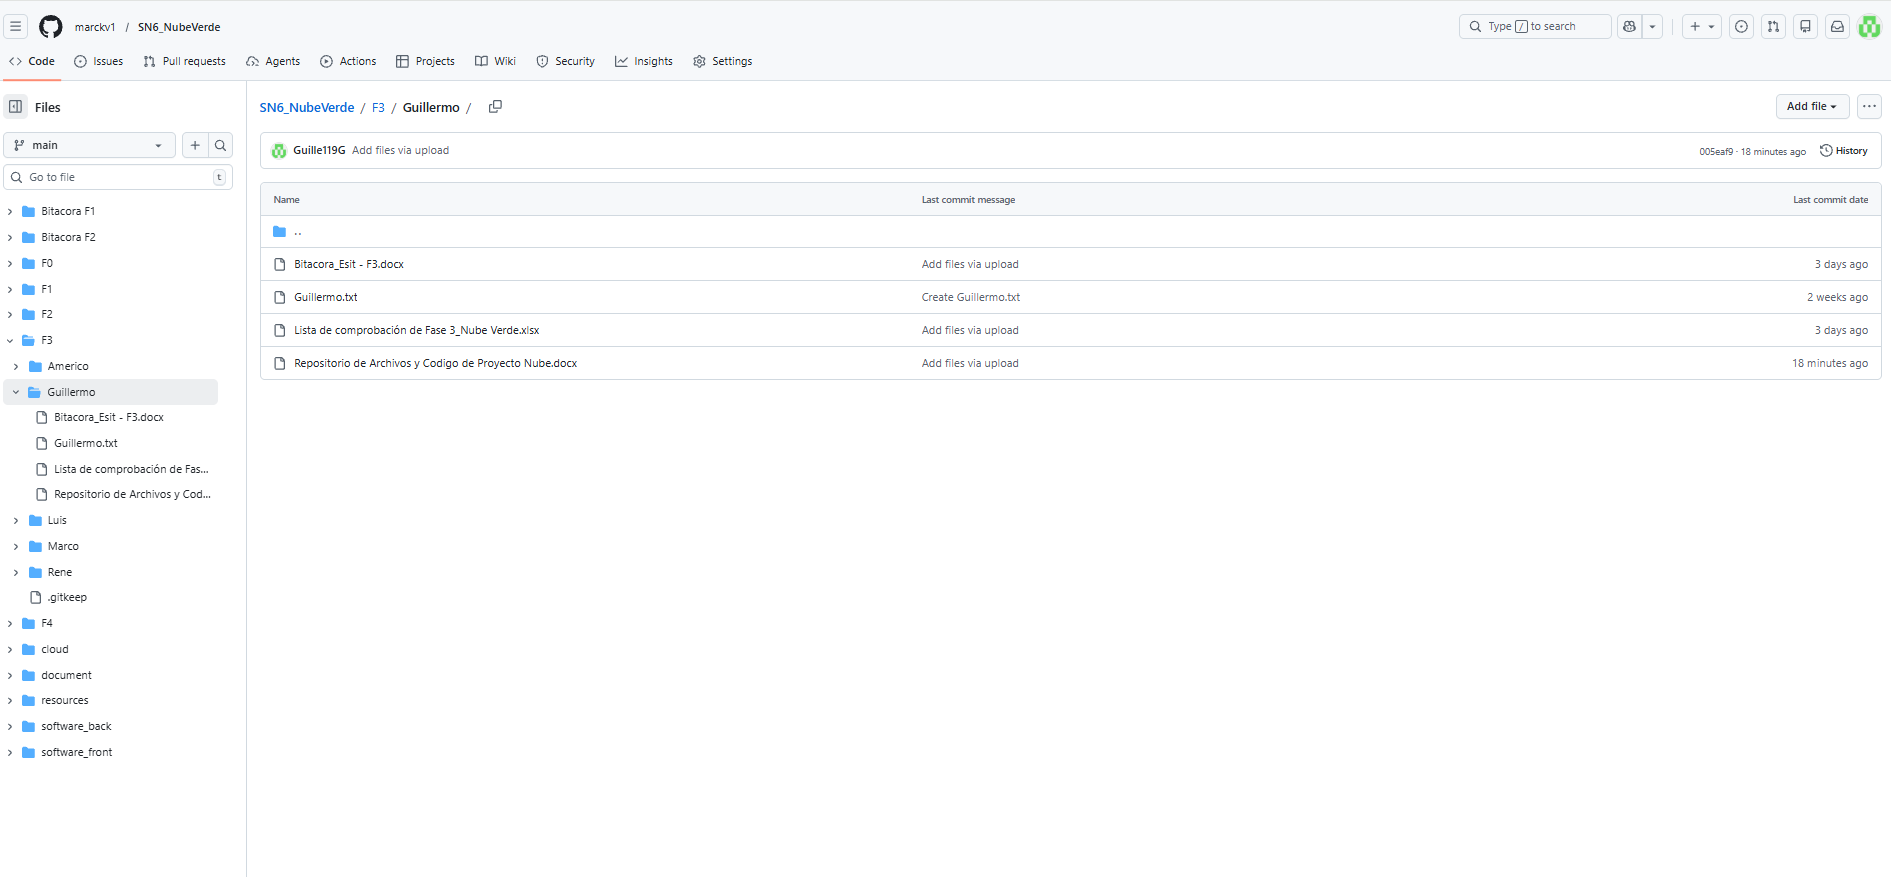 marckv1 / SN6_NubeVerde
Type / to search
Code Issues Pull requests Agents Actions Projects Wiki Security Insights Settings
Files
main
Go to file t
Bitacora F1
Bitacora F2
F0
F1
F2
F3
Americo
Guillermo
Bitacora_Esit - F3.docx
Guillermo.txt
Lista de comprobación de Fas...
Repositorio de Archivos y Cod...
Luis
Marco
Rene
.gitkeep
F4
cloud
document
resources
software_back
software_front
SN6_NubeVerde / F3 / Guillermo /
Add file
Guille119G Add files via upload
005eaf9 · 18 minutes ago History
Name Last commit message Last commit date
..
Bitacora_Esit - F3.docx Add files via upload 3 days ago
Guillermo.txt Create Guillermo.txt 2 weeks ago
Lista de comprobación de Fase 3_Nube Verde.xlsx Add files via upload 3 days ago
Repositorio de Archivos y Codigo de Proyecto Nube.docx Add files via upload 18 minutes ago